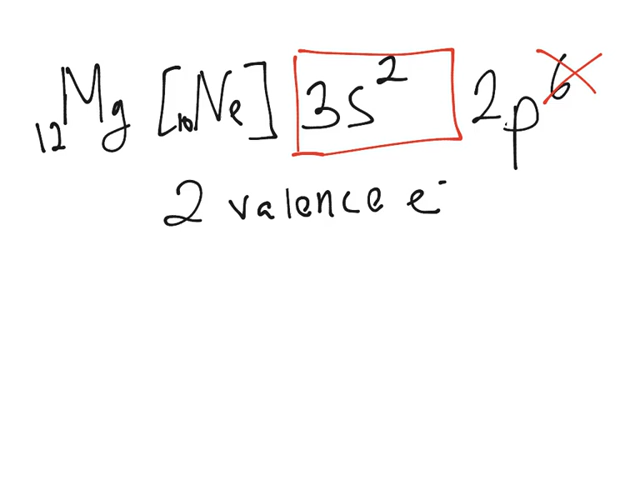 ₁₂Mg [₁₀Ne] 3s² 2p⁶
2 valence e⁻